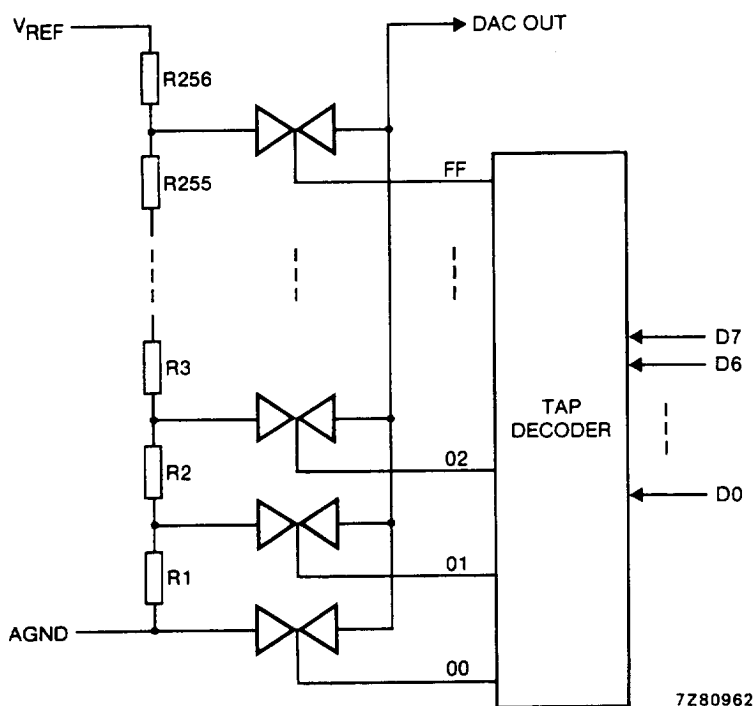 VREF
DAC OUT
R256
R255
FF
D7
D6
R3
TAP
DECODER
02
R2
D0
01
R1
AGND
00
7Z80962